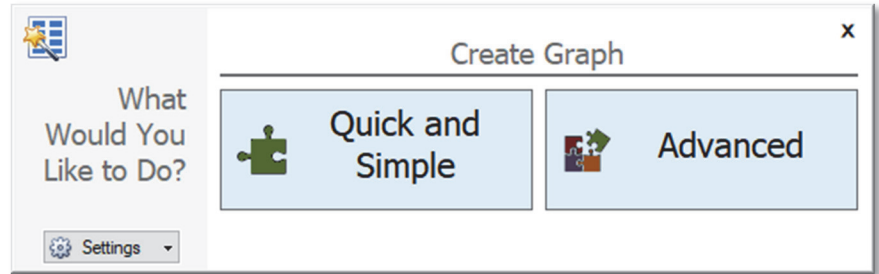 What
Would You
Like to Do?
Settings
Create Graph
x
Quick and
Simple
Advanced